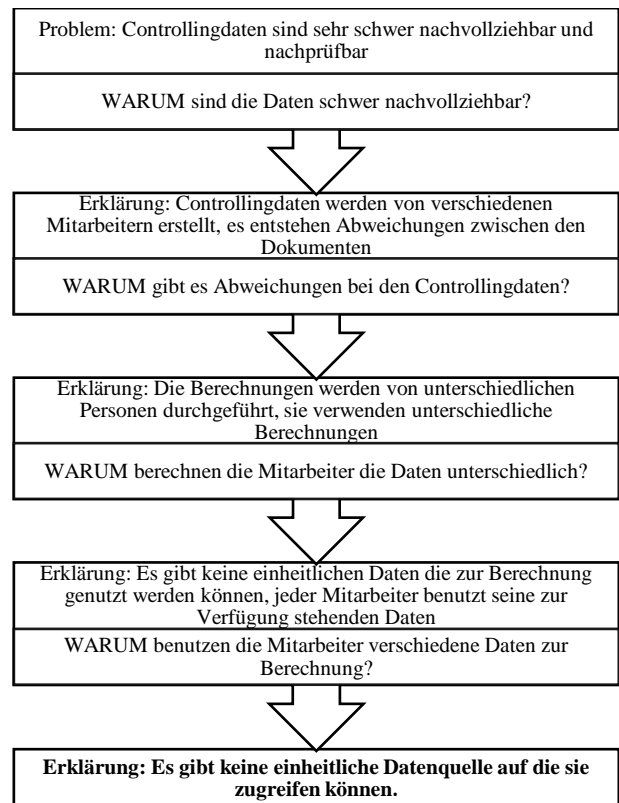 Problem: Controllingdaten sind sehr schwer nachvollziehbar und
nachprüfbar
WARUM sind die Daten schwer nachvollziehbar?
Erklärung: Controllingdaten werden von verschiedenen
Mitarbeitern erstellt, es entstehen Abweichungen zwischen den
Dokumenten
WARUM gibt es Abweichungen bei den Controllingdaten?
Erklärung: Die Berechnungen werden von unterschiedlichen
Personen durchgeführt, sie verwenden unterschiedliche
Berechnungen
WARUM berechnen die Mitarbeiter die Daten unterschiedlich?
Erklärung: Es gibt keine einheitlichen Daten die zur Berechnung
genutzt werden können, jeder Mitarbeiter benutzt seine zur
Verfügung stehenden Daten
WARUM benutzen die Mitarbeiter verschiedene Daten zur
Berechnung?
Erklärung: Es gibt keine einheitliche Datenquelle auf die sie
zugreifen können.